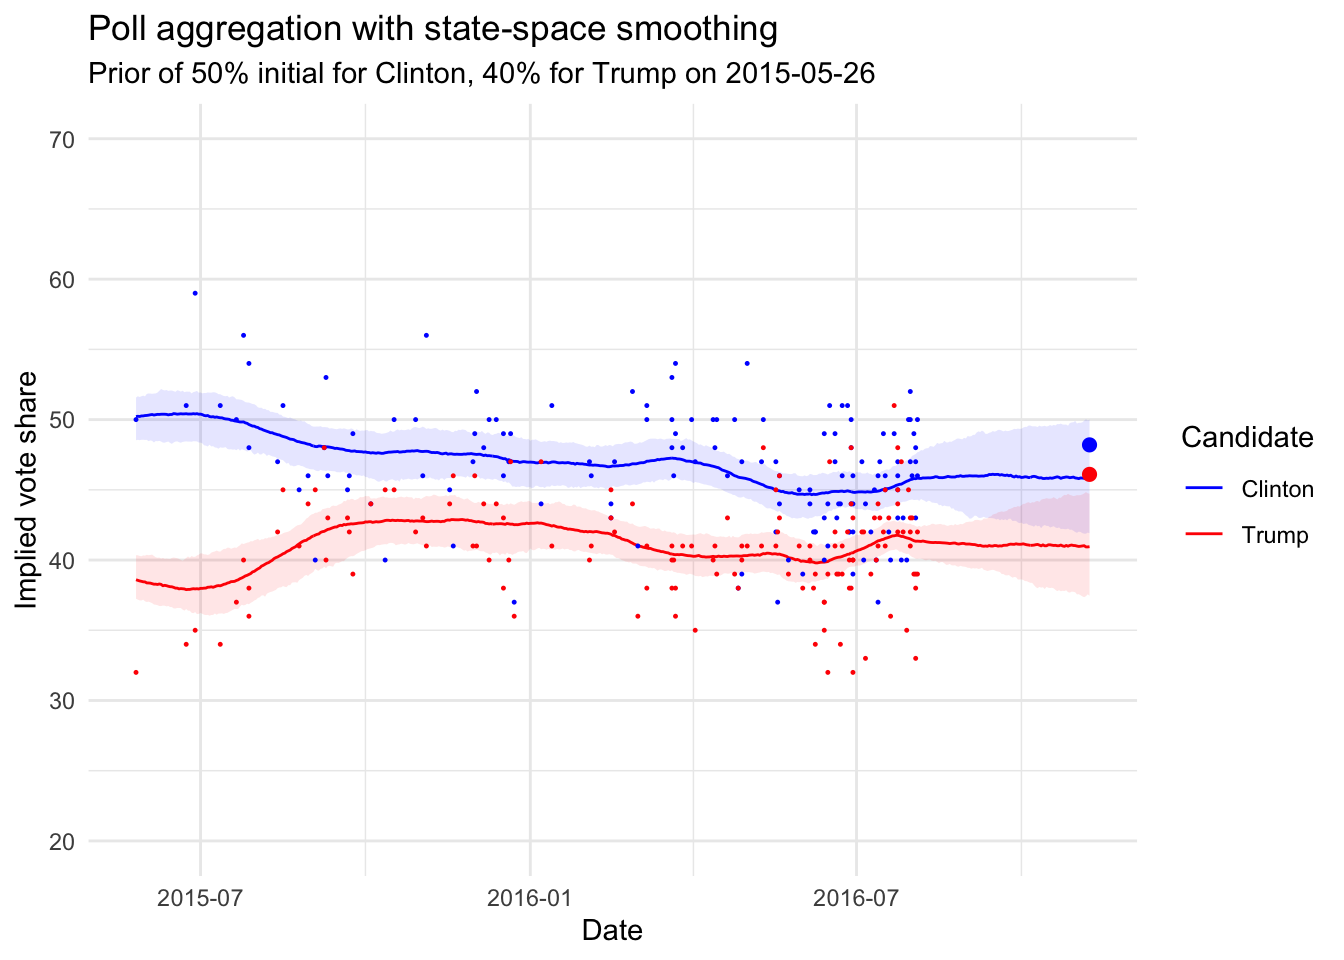 Poll aggregation with state-space smoothing
Prior of 50% initial for Clinton, 40% for Trump on 2015-05-26
70
60
50
40
30
20
Implied vote share
2015-07
2016-01
2016-07
Date
Candidate
Clinton
Trump